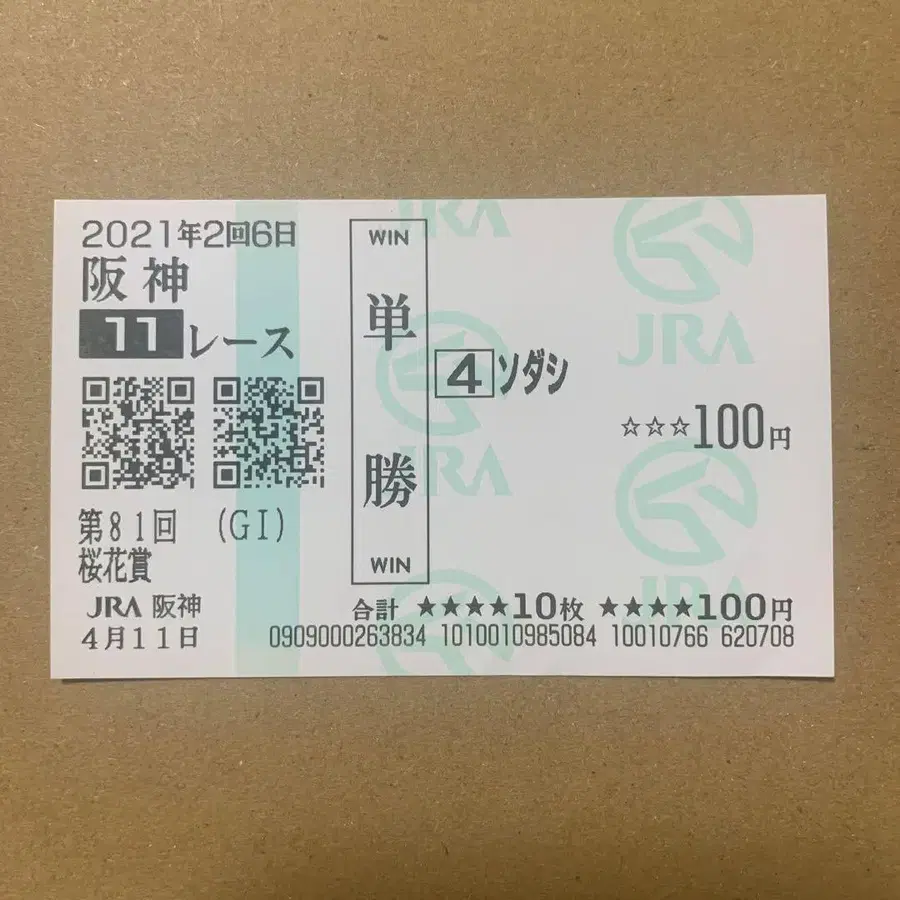 2021年2回6日
阪神
11レース
第81回 (GI)
桜花賞
JRA 阪神
4月11日
WIN
単勝
WIN
4 ソダシ
☆☆☆100円
合計 ★★★★10枚 ★★★★100円
0909000263834 1010010985084 10010766 620708
JRA
JRA
JRA
JRA